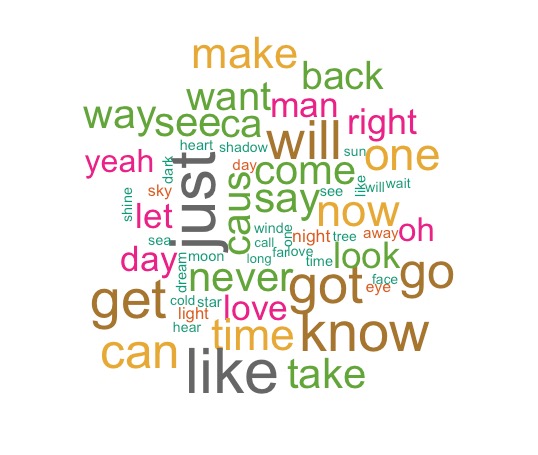 make
back
want man
way see ca will right
heart shadow sun one
yeah dark just day come like will wait
shine sky caus say see
let now
sea winde one night tree away oh
day moon call far love look
dream long time
never got face eye go
get cold star
light love
hear time know
can
like take